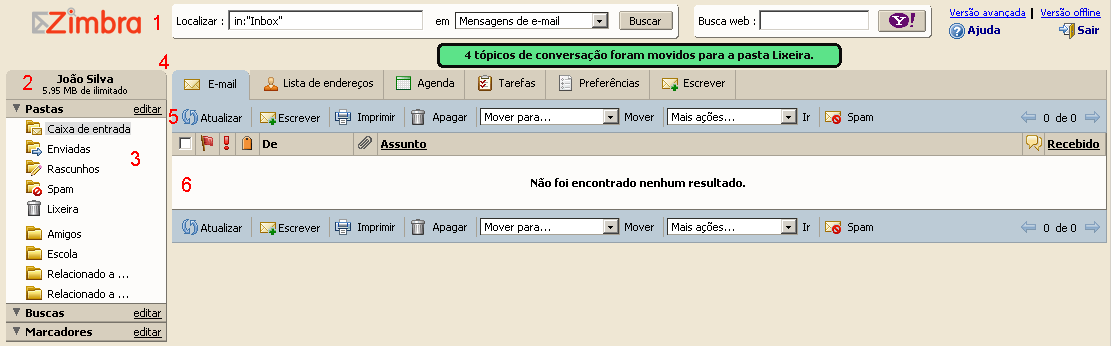 Zimbra 1 Localizar : in:"Inbox" em Mensagens de e-mail Buscar Busca web : Y! Versão avançada | Versão offline
Ajuda Sair
4 tópicos de conversação foram movidos para a pasta Lixeira.
4
2 João Silva
5.95 MB de ilimitado
E-mail Lista de endereços Agenda Tarefas Preferências Escrever
Pastas editar
5 Atualizar Escrever Imprimir Apagar Mover para... Mover Mais ações... Ir Spam 0 de 0
Caixa de entrada
Enviadas
3
Rascunhos
Spam
Lixeira
Amigos
Escola
Relacionado a ...
Relacionado a ...
Buscas editar
Marcadores editar
De Assunto Recebido
6 Não foi encontrado nenhum resultado.
Atualizar Escrever Imprimir Apagar Mover para... Mover Mais ações... Ir Spam 0 de 0